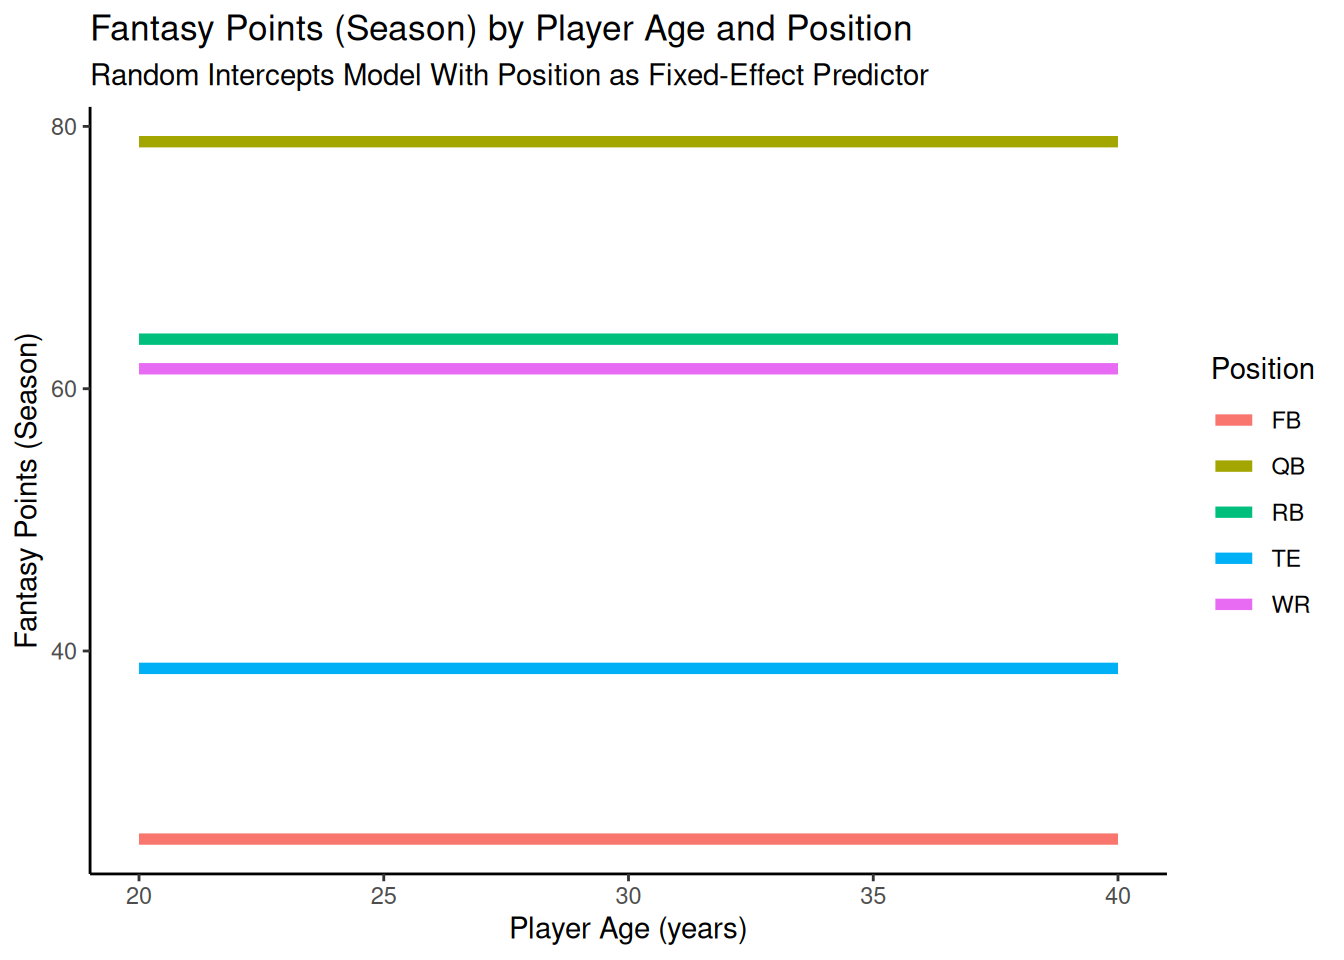 Fantasy Points (Season) by Player Age and Position
Random Intercepts Model With Position as Fixed-Effect Predictor
Fantasy Points (Season)
80
60
40
20
25
30
35
40
Player Age (years)
Position
FB
QB
RB
TE
WR